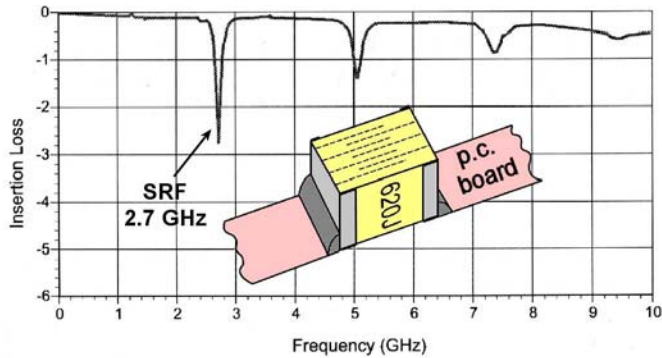 0
-1
-2
-3
-4
-5
-6
Insertion Loss
SRF
2.7 GHz
620J
p.c.
board
0 1 2 3 4 5 6 7 8 9 10
Frequency (GHz)